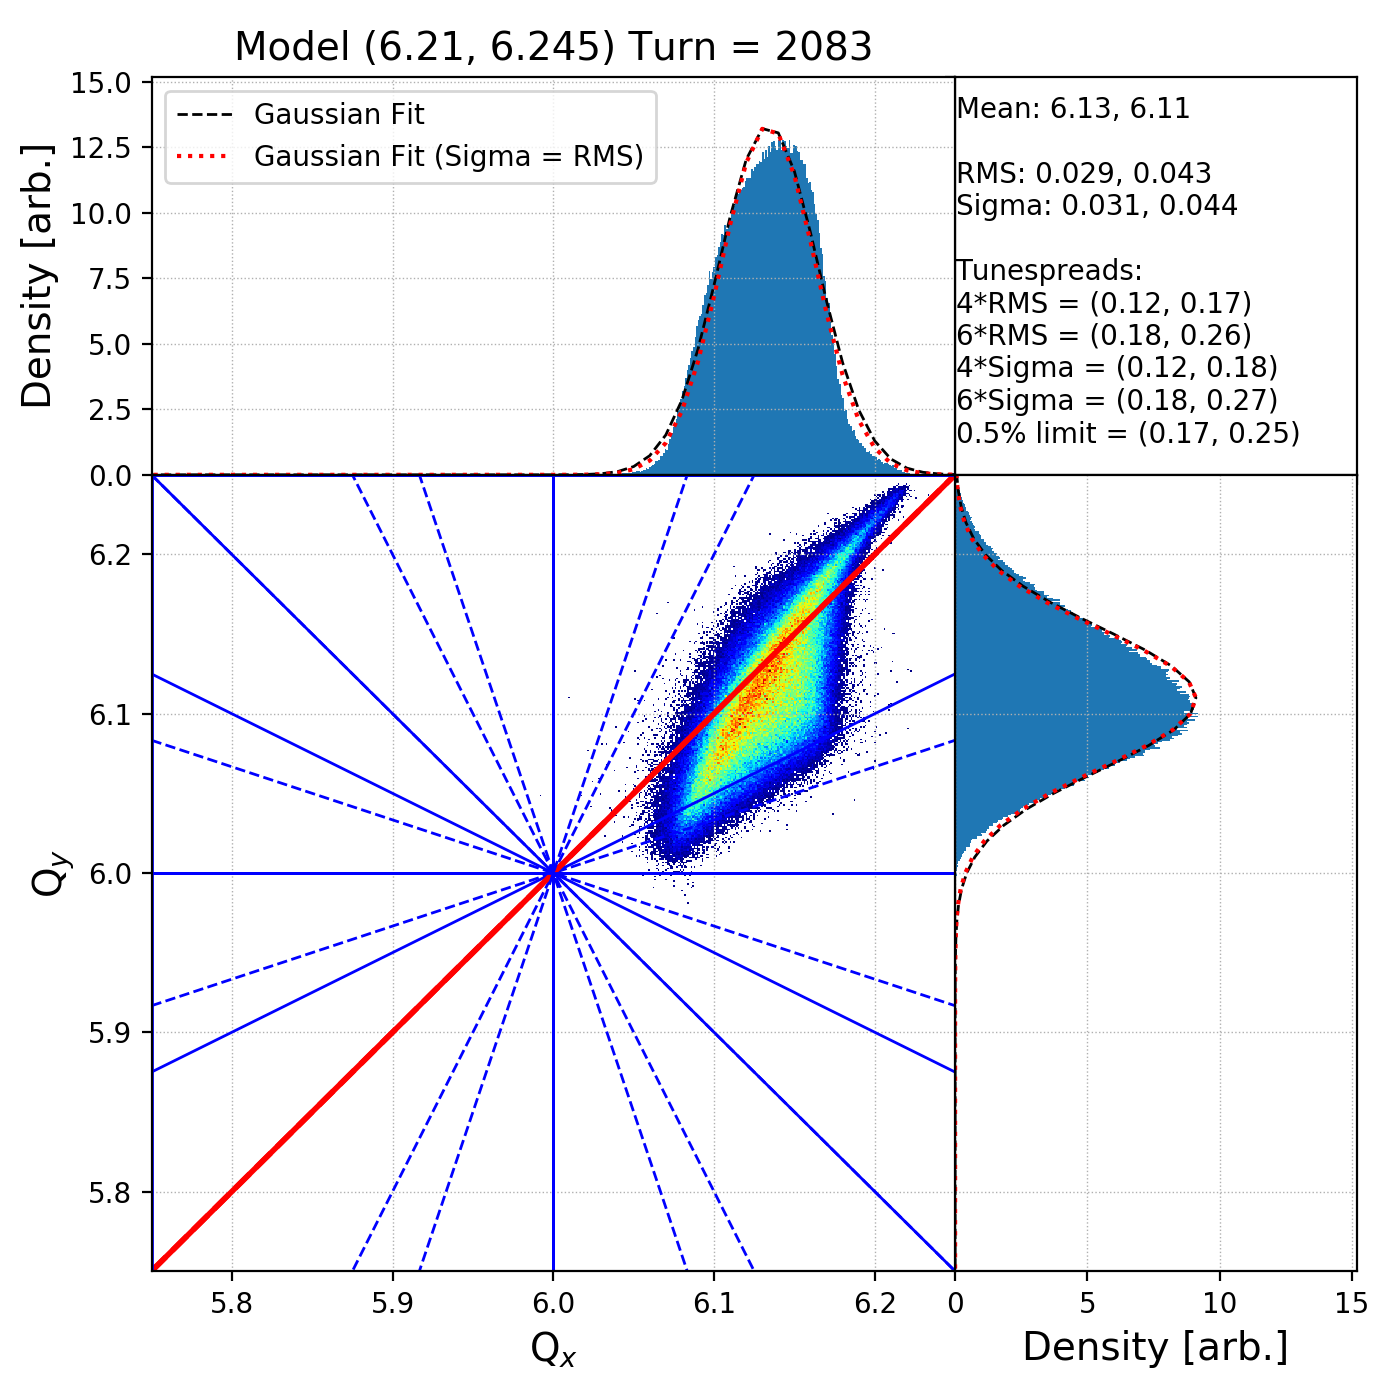 Model (6.21, 6.245) Turn = 2083
Density [arb.]
15.0
12.5
10.0
7.5
5.0
2.5
0.0
Gaussian Fit
Gaussian Fit (Sigma = RMS)
Mean: 6.13, 6.11
RMS: 0.029, 0.043
Sigma: 0.031, 0.044
Tunespreads:
4*RMS = (0.12, 0.17)
6*RMS = (0.18, 0.26)
4*Sigma = (0.12, 0.18)
6*Sigma = (0.18, 0.27)
0.5% limit = (0.17, 0.25)
Qy
6.2
6.1
6.0
5.9
5.8
5.8 5.9 6.0 6.1 6.2
Qx
0 5 10 15
Density [arb.]